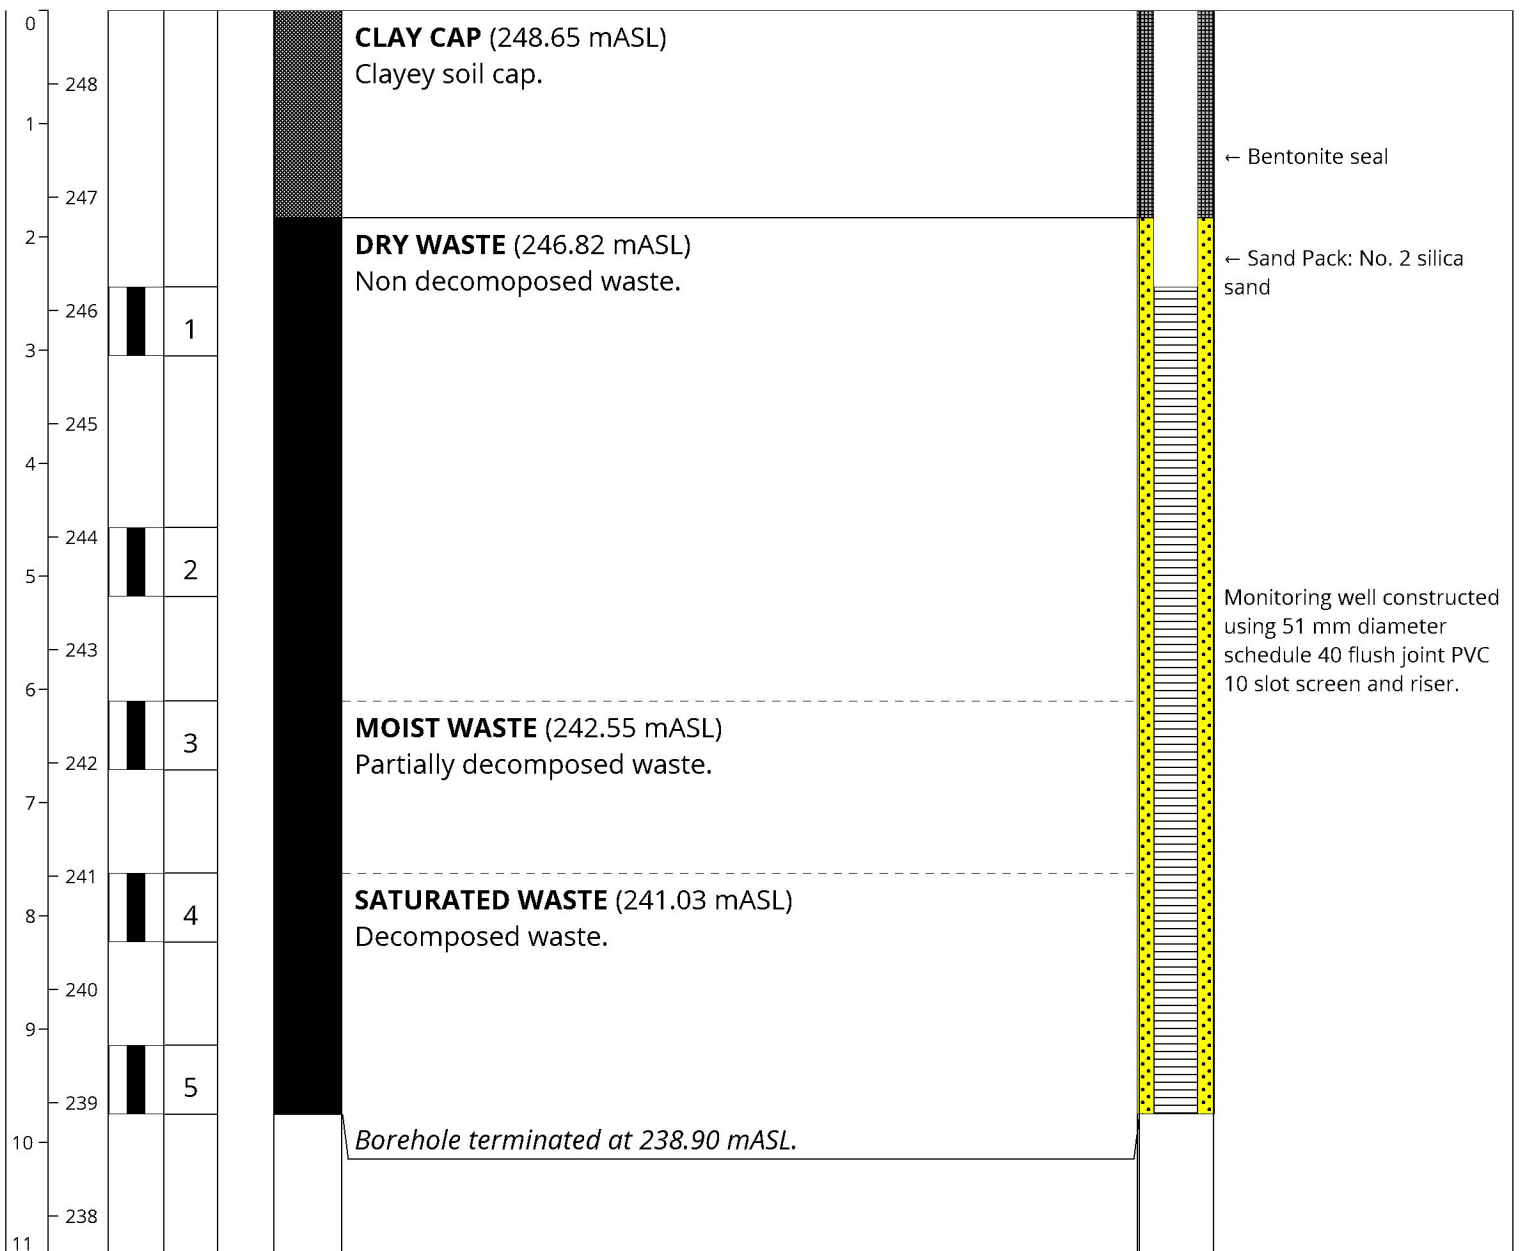 0
CLAY CAP (248.65 mASL)
Clayey soil cap.
248
1
← Bentonite seal
247
2
DRY WASTE (246.82 mASL)
Non decomoposed waste.
← Sand Pack: No. 2 silica
sand
246
1
3
245
4
244
2
5
Monitoring well constructed
using 51 mm diameter
schedule 40 flush joint PVC
10 slot screen and riser.
243
6
MOIST WASTE (242.55 mASL)
Partially decomposed waste.
3
242
7
241
SATURATED WASTE (241.03 mASL)
Decomposed waste.
4
8
240
9
5
239
Borehole terminated at 238.90 mASL.
10
238
11